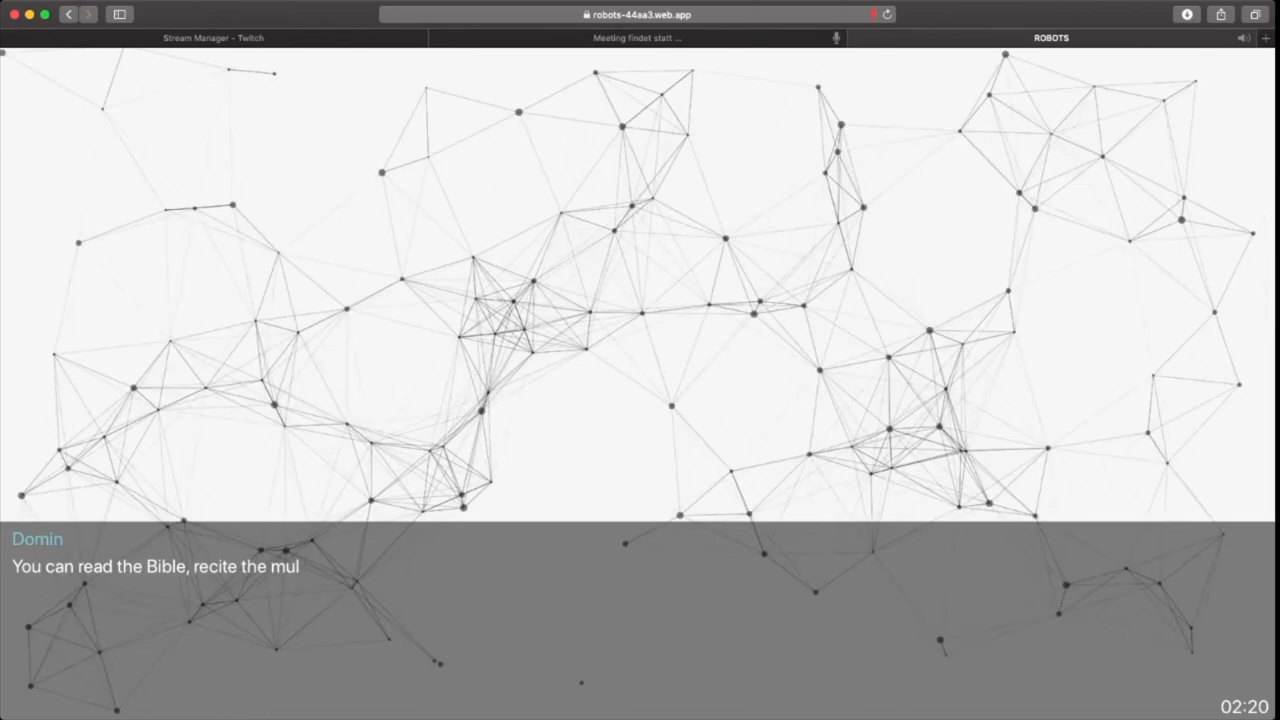 robots-44aa3.web.app
Stream Manager - Twitch
Meeting findet statt ...
ROBOTS
Domin
You can read the Bible, recite the mul
02:20